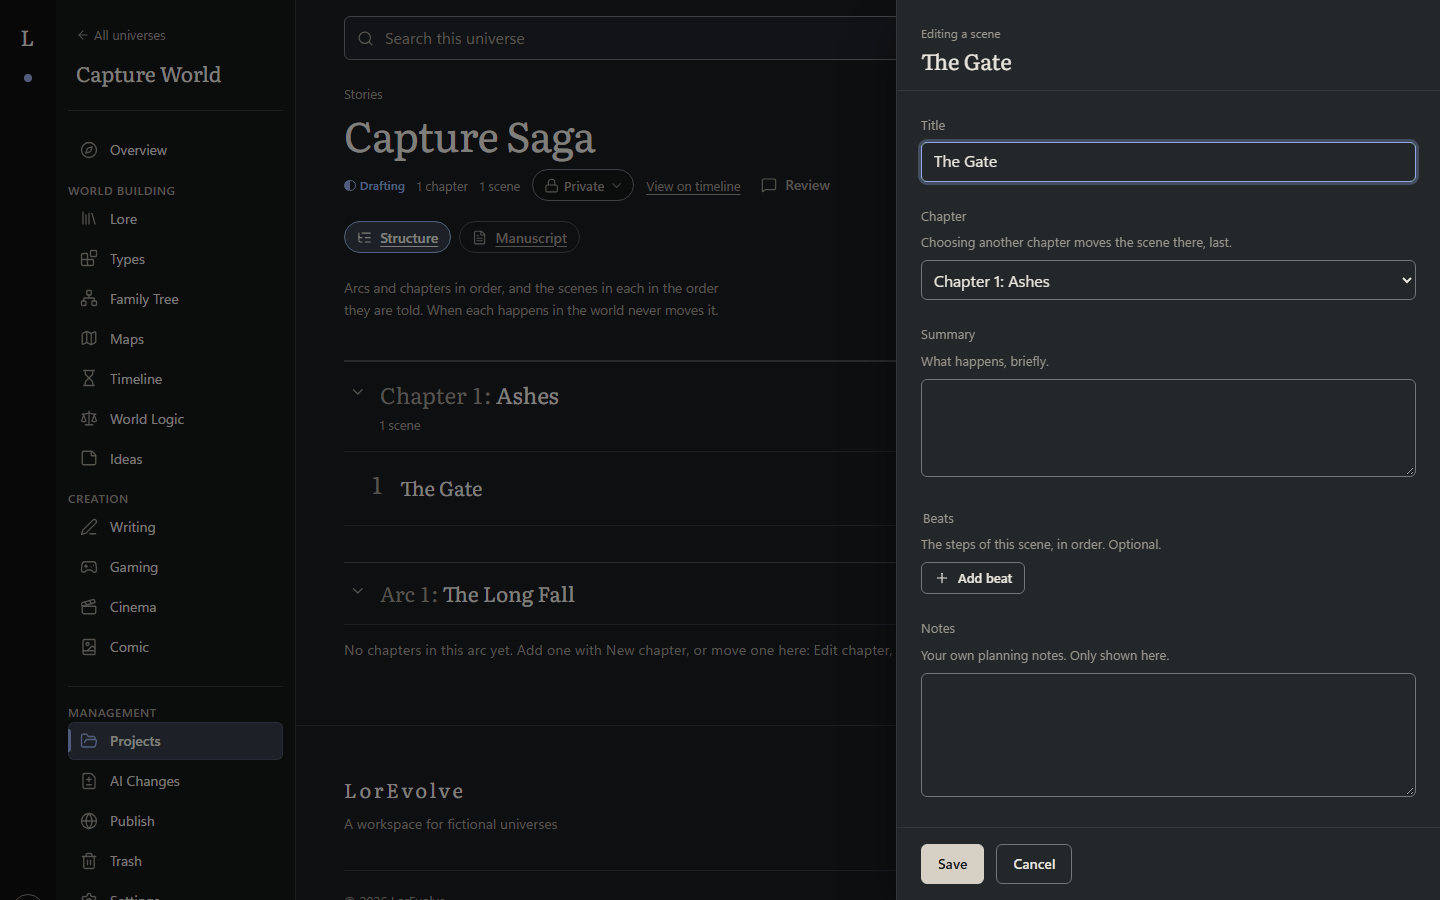 L
All universes
Capture World
Overview
WORLD BUILDING
Lore
Types
Family Tree
Maps
Timeline
World Logic
Ideas
CREATION
Writing
Gaming
Cinema
Comic
MANAGEMENT
Projects
AI Changes
Publish
Trash
Settings
Search this universe
Stories
Capture Saga
Drafting 1 chapter 1 scene Private View on timeline Review
Structure Manuscript
Arcs and chapters in order, and the scenes in each in the order
they are told. When each happens in the world never moves it.
Chapter 1: Ashes
1 scene
1 The Gate
Arc 1: The Long Fall
No chapters in this arc yet. Add one with New chapter, or move one here: Edit chapter,
LorEvolve
A workspace for fictional universes
© 2026 LorEvolve
Editing a scene
The Gate
Title
The Gate
Chapter
Choosing another chapter moves the scene there, last.
Chapter 1: Ashes
Summary
What happens, briefly.
Beats
The steps of this scene, in order. Optional.
Add beat
Notes
Your own planning notes. Only shown here.
Save Cancel